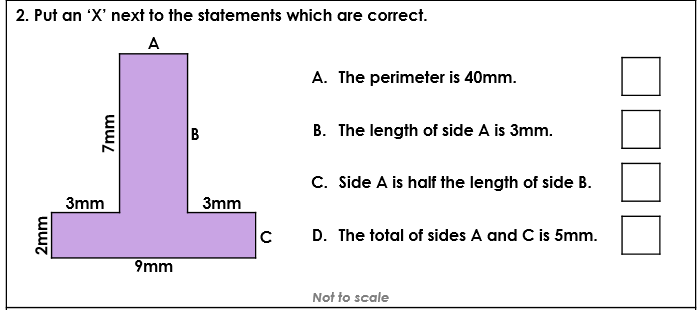 2. Put an ‘X’ next to the statements which are correct.
A
7mm
B
3mm
3mm
2mm
C
9mm
A. The perimeter is 40mm.
B. The length of side A is 3mm.
C. Side A is half the length of side B.
D. The total of sides A and C is 5mm.
Not to scale